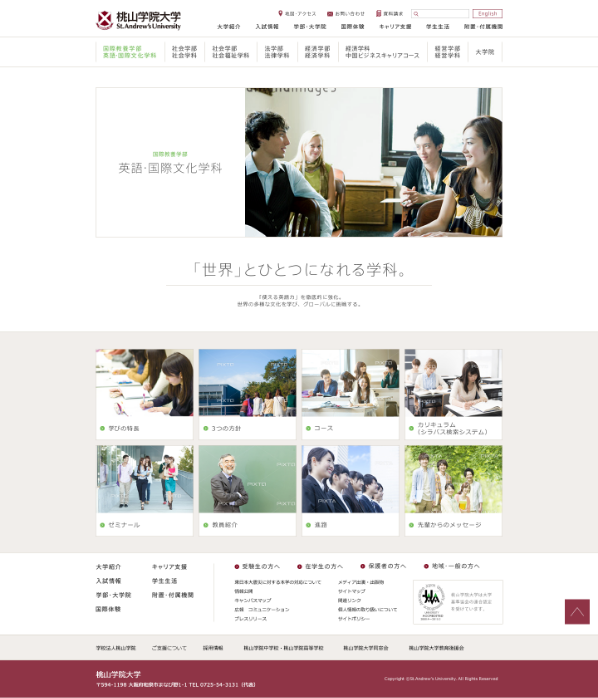 桃山学院大学
St.Andrew's University
地図・アクセス
お問い合わせ
資料請求
English
大学紹介
入試情報
学部・大学院
国際体験
キャリア支援
学生生活
附置・付属機関
国際教養学部
英語・国際文化学科
社会学部
社会学科
社会学部
社会福祉学科
法学部
法律学科
経済学部
経済学科
経済学科
中国ビジネスキャリアコース
経営学部
経営学科
大学院
国際教養学部
英語・国際文化学科
「世界」とひとつになれる学科。
「使える英語力」を徹底的に強化。
世界の多様な文化を学び、グローバルに挑戦する。
学びの特長
3つの方針
コース
カリキュラム
（シラバス検索システム）
ゼミナール
教員紹介
進路
先輩からのメッセージ
PIXTA
大学紹介
キャリア支援
入試情報
学生生活
学部・大学院
附置・付属機関
国際体験
受験生の方へ
在学生の方へ
保護者の方へ
地域・一般の方へ
東日本大震災に対する本学の対応について
情報公開
キャンパスマップ
広報　コミュニケーション
プレスリリース
メディア出演・出版物
サイトマップ
関連リンク
個人情報の取り扱いについて
サイトポリシー
桃山学院大学は大学
基準協会の適合認定
を受けています。
学校法人桃山学院
ご支援について
採用情報
桃山学院中学校・桃山学院高等学校
桃山学院大学同窓会
桃山学院大学教育後援会
桃山学院大学
〒594-1198 大阪府和泉市まなび野1-1 TEL 0725-54-3131（代表）
Copyright ©St.Andrew's University. All Rights Reserved.